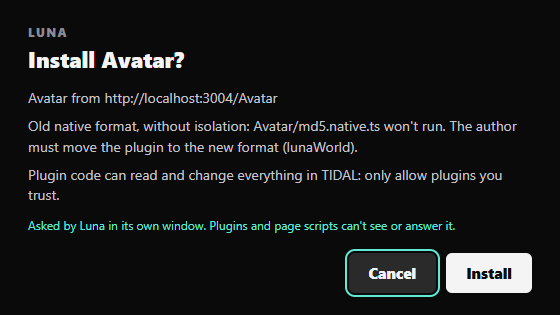 LUNA
Install Avatar?
Avatar from http://localhost:3004/Avatar
Old native format, without isolation: Avatar/md5.native.ts won't run. The author
must move the plugin to the new format (lunaWorld).
Plugin code can read and change everything in TIDAL: only allow plugins you
trust.
Asked by Luna in its own window. Plugins and page scripts can't see or answer it.
Cancel
Install